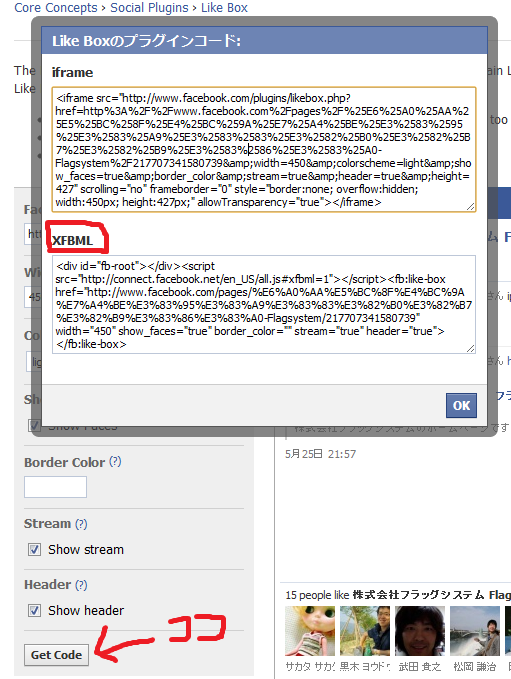 Core Concepts › Social Plugins › Like Box
Like Boxのプラグインコード:
The
Like
too
iframe
<iframe src="http://www.facebook.com/plugins/likebox.php?
href=http%3A%2F%2Fwww.facebook.com%2Fpages%2F%25E6%25A0%25AA%
25E5%25BC%258F%25E4%25BC%259A%25E7%25A4%25BE%25E3%2583%2595
%25E3%2583%25A9%25E3%2583%2583%25E3%2582%25B0%25E3%2582%25B
7%25E3%2582%25B9%25E3%2583%2586%25E3%2583%25A0-
Flagsystem%2F217707341580739&amp;width=450&amp;colorscheme=light&amp;sh
ow_faces=true&amp;border_color&amp;stream=true&amp;header=true&amp;height=
427" scrolling="no" frameborder="0" style="border:none; overflow:hidden;
width:450px; height:427px;" allowTransparency="true"></iframe>
XFBML
<div id="fb-root"></div><script
src="http://connect.facebook.net/en_US/all.js#xfbml=1"></script><fb:like-box
href="http://www.facebook.com/pages/%E6%A0%AA%E5%BC%8F%E4%BC%9A
%E7%A4%BE%E3%83%95%E3%83%A9%E3%83%83%E3%82%B0%E3%82%B7
%E3%82%B9%E3%83%86%E3%83%A0-Flagsystem/217707341580739"
width="450" show_faces="true" border_color="" stream="true" header="true">
</fb:like-box>
OK
Show Faces
株式会社フラッグシステムのホームページです
Border Color (?)
5月25日 21:57
Stream (?)
Show stream
Header (?)
Show header
15 people like 株式会社フラッグシステム Flag
Get Code
ココ
サカタ サカタ 黒木 ヨウドウ 武田 食之 松岡 謙治